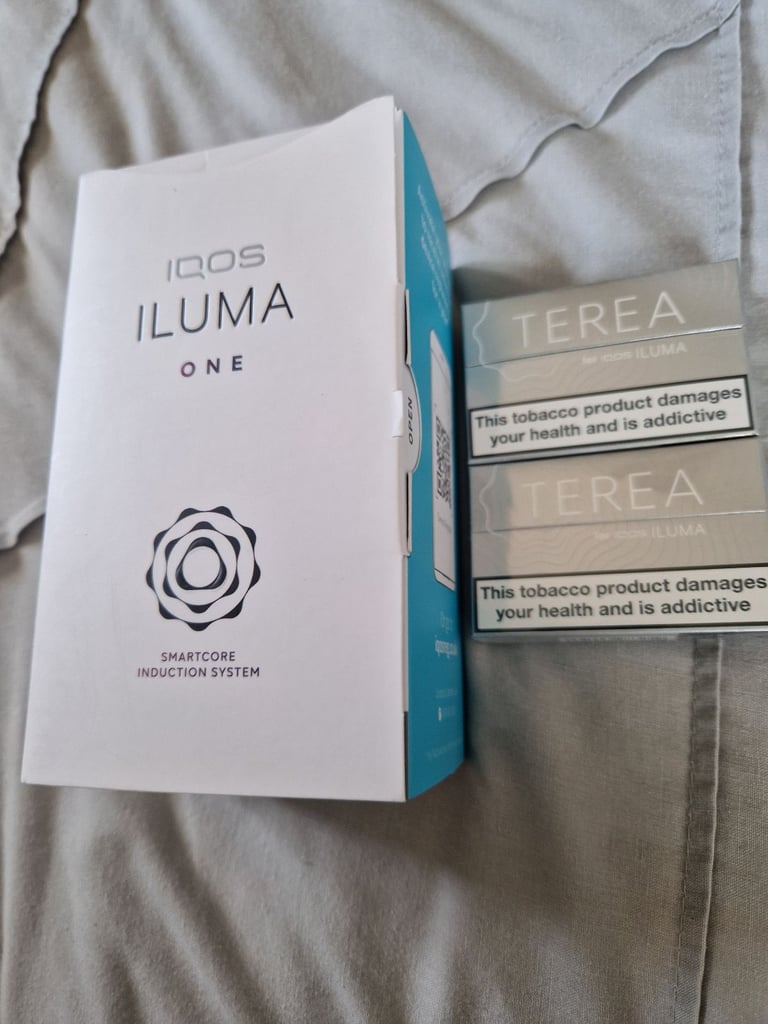 IQOS
ILUMA
ONE
SMARTCORE
INDUCTION SYSTEM
OPEN
TEREA
for IQOS ILUMA
This tobacco product damages
your health and is addictive
TEREA
for IQOS ILUMA
This tobacco product damages
your health and is addictive